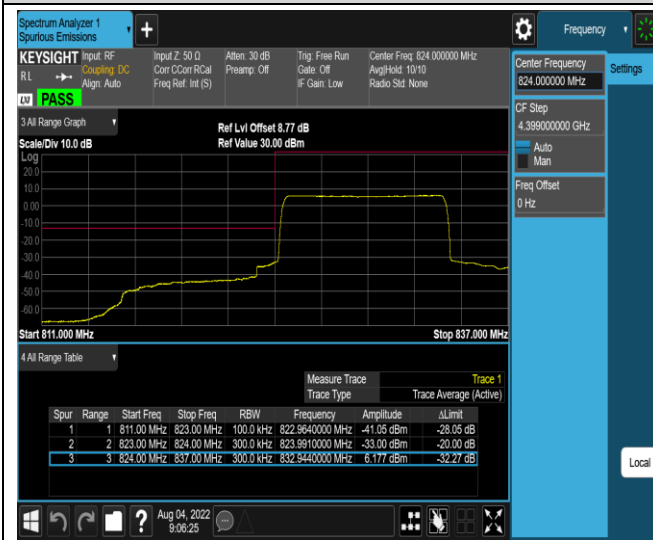 Spectrum Analyzer 1
Spurious Emissions
+
Frequency
KEYSIGHT Input: RF Input Z: 50 Ω Atten: 30 dB Trig: Free Run Center Freq: 824.000000 MHz
R L Coupling: DC Corr CCorr RCal Preamp: Off Gate: Off Avg|Hold: 10/10
Align: Auto Freq Ref: Int (S) IF Gain: Low Radio Std: None
LXI PASS
Center Frequency
824.000000 MHz
Settings
CF Step
4.399000000 GHz
Auto
Man
Freq Offset
0 Hz
3 All Range Graph
Ref Lvl Offset 8.77 dB
Scale/Div 10.0 dB Ref Value 30.00 dBm
Log
20.0
10.0
0.00
-10.0
-20.0
-30.0
-40.0
-50.0
-60.0
Start 811.000 MHz Stop 837.000 MHz
4 All Range Table
Measure Trace Trace 1
Trace Type Trace Average (Active)
Spur Range Start Freq Stop Freq RBW Frequency Amplitude ΔLimit
1 1 811.00 MHz 823.00 MHz 100.0 kHz 822.9640000 MHz -41.05 dBm -28.05 dB
2 2 823.00 MHz 824.00 MHz 300.0 kHz 823.9910000 MHz -33.00 dBm -20.00 dB
3 3 824.00 MHz 837.00 MHz 300.0 kHz 832.9440000 MHz 6.177 dBm -32.27 dB
Local
? Aug 04, 2022
9:06:25